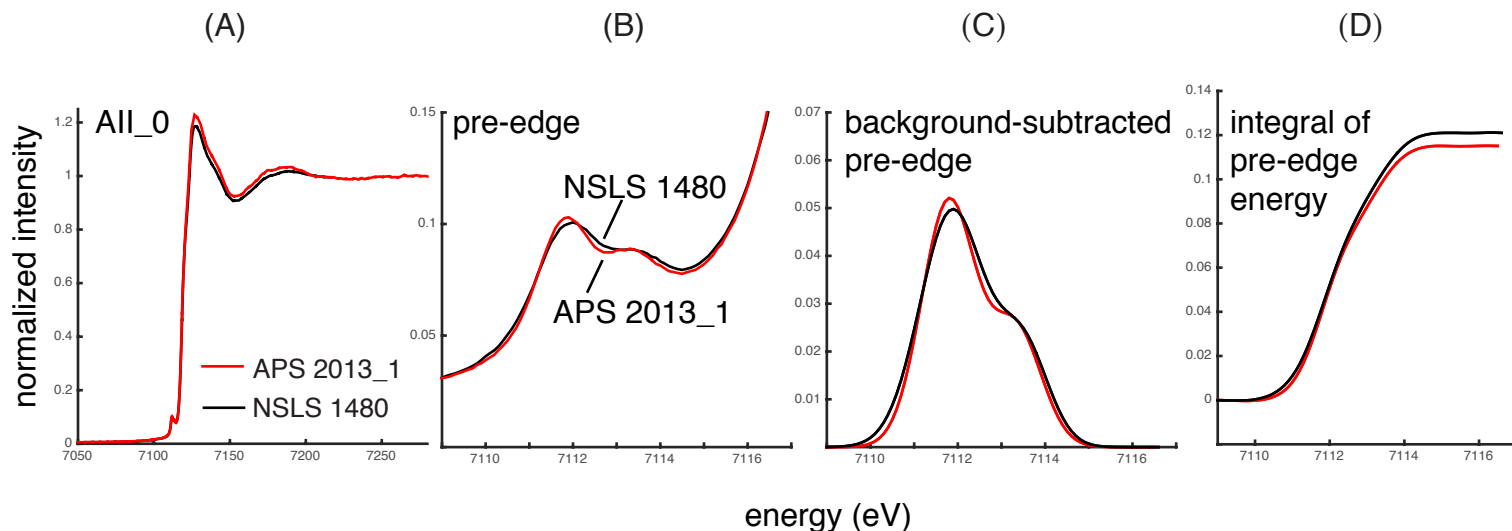 (A)
(B)
(C)
(D)
normalized intensity
1.2
1
0.8
0.6
0.4
0.2
0
7050
7100
7150
7200
7250
AII_0
APS 2013_1
NSLS 1480
0.15
0.1
0.05
7110
7112
7114
7116
pre-edge
NSLS 1480
APS 2013_1
0.07
0.06
0.05
0.04
0.03
0.02
0.01
7110
7112
7114
7116
background-subtracted
pre-edge
0.14
0.12
0.1
0.08
0.06
0.04
0.12
0
7110
7112
7114
7116
integral of
pre-edge
energy
energy (eV)